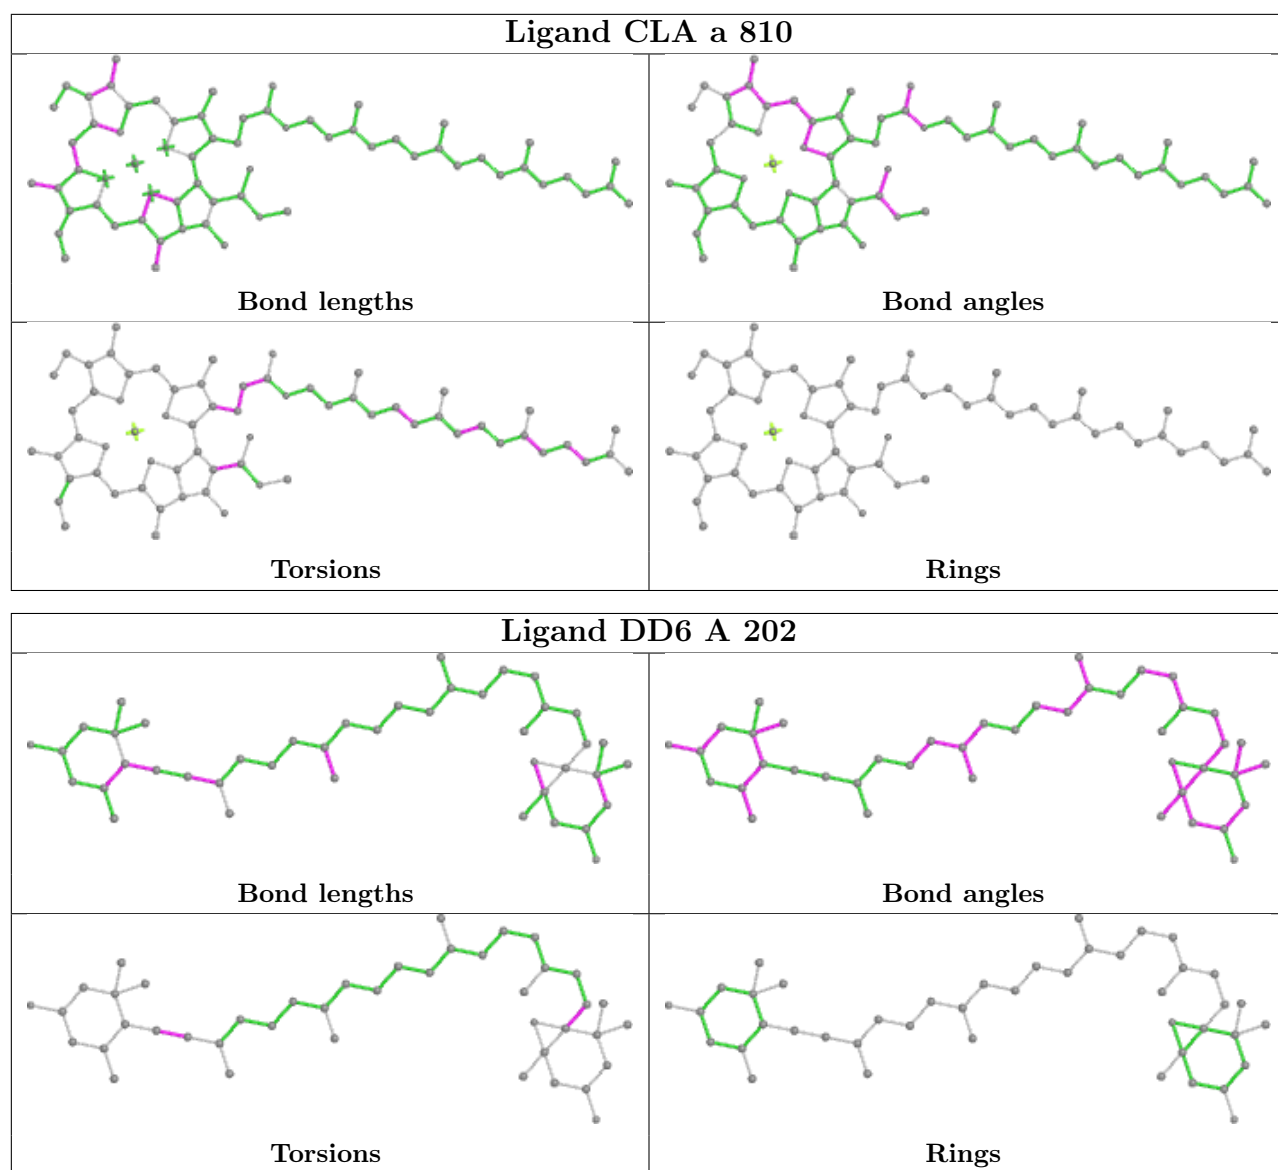 Ligand CLA a 810
Bond lengths
Bond angles
Torsions
Rings
Ligand DD6 A 202
Bond lengths
Bond angles
Torsions
Rings